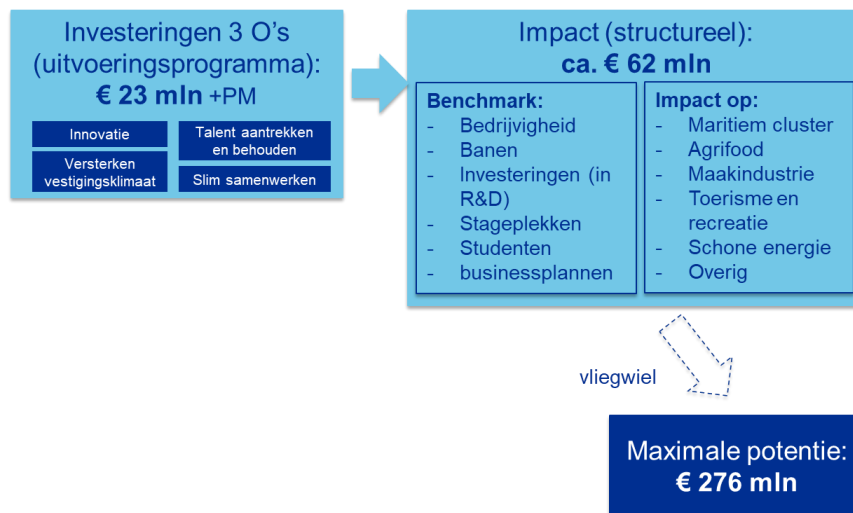 Investeringen 3 O's
(uitvoeringsprogramma):
€ 23 mln +PM
Innovatie
Talent aantrekken
en behouden
Versterken
vestigingsklimaat
Slim samenwerken
Impact (structureel):
ca. € 62 mln
Benchmark:
- Bedrijvigheid
- Banen
- Investeringen (in
R&D)
- Stageplekken
- Studenten
- businessplannen
Impact op:
- Maritiem cluster
- Agrifood
- Maakindustrie
- Toerisme en
recreatie
- Schone energie
- Overig
vliegwiel
Maximale potentie:
€ 276 mln